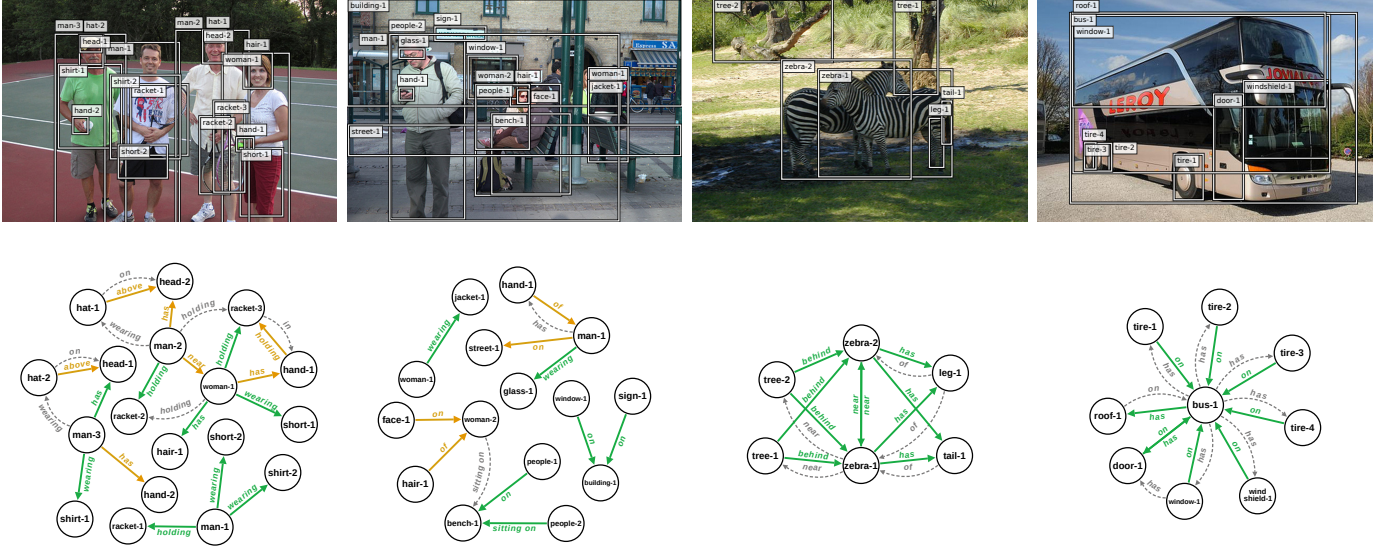 man-3 hat-2
man-2
hat-1
head-1
man-1
head-2
hair-1
woman-1
shirt-1
shirt-2
racket-1
hand-2
racket-3
racket-2
hand-1
short-2
short-1
building-1
sign-1
people-2
man-1
glass-1
window-1
hand-1
woman-2
hair-1
people-1
face-1
woman-1
jacket-1
bench-1
street-1
Express
SA
tree-2
tree-1
zebra-2
zebra-1
tail-1
leg-1
roof-1
bus-1
window-1
windshield-1
door-1
LEROY
tire-4
tire-3
tire-2
tire-1
on
head-2
above
hat-1
has
holding
racket-3
in
wearing
man-2
near
holding
holding
on
head-1
above
hat-2
holding
woman-1
has
hand-1
wearing
has
racket-2
holding
has
wearing
man-3
short-1
hair-1
short-2
wearing
has
hand-2
wearing
shirt-2
wearing
shirt-1
racket-1
holding
man-1
hand-1
of
has
man-1
jacket-1
wearing
street-1
on
wearing
woman-1
glass-1
window-1
sign-1
face-1
on
woman-2
of
hair-1
sitting on
people-1
on
on
on
building-1
bench-1
sitting on
people-2
zebra-2
behind
has
of
leg-1
tree-2
behind
behind
near
near
has
has
near
of
tree-1
behind
near
zebra-1
has
of
tail-1
tire-2
tire-1
on
has
has
on
has
tire-3
on
on
roof-1
has
bus-1
has
on
tire-4
on
has
door-1
has
on
has
has
on
window-1
wind
shield-1